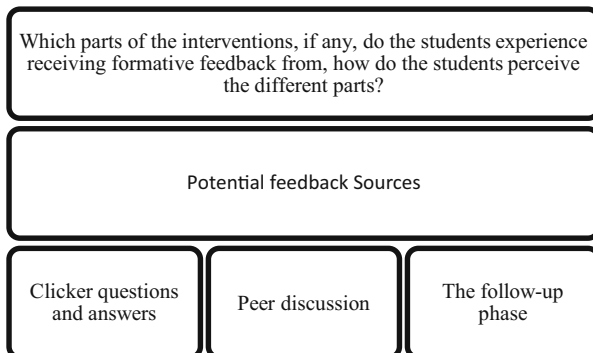 Which parts of the interventions, if any, do the students experience
receiving formative feedback from, how do the students perceive
the different parts?
Potential feedback Sources
Clicker questions
and answers
Peer discussion
The follow-up
phase